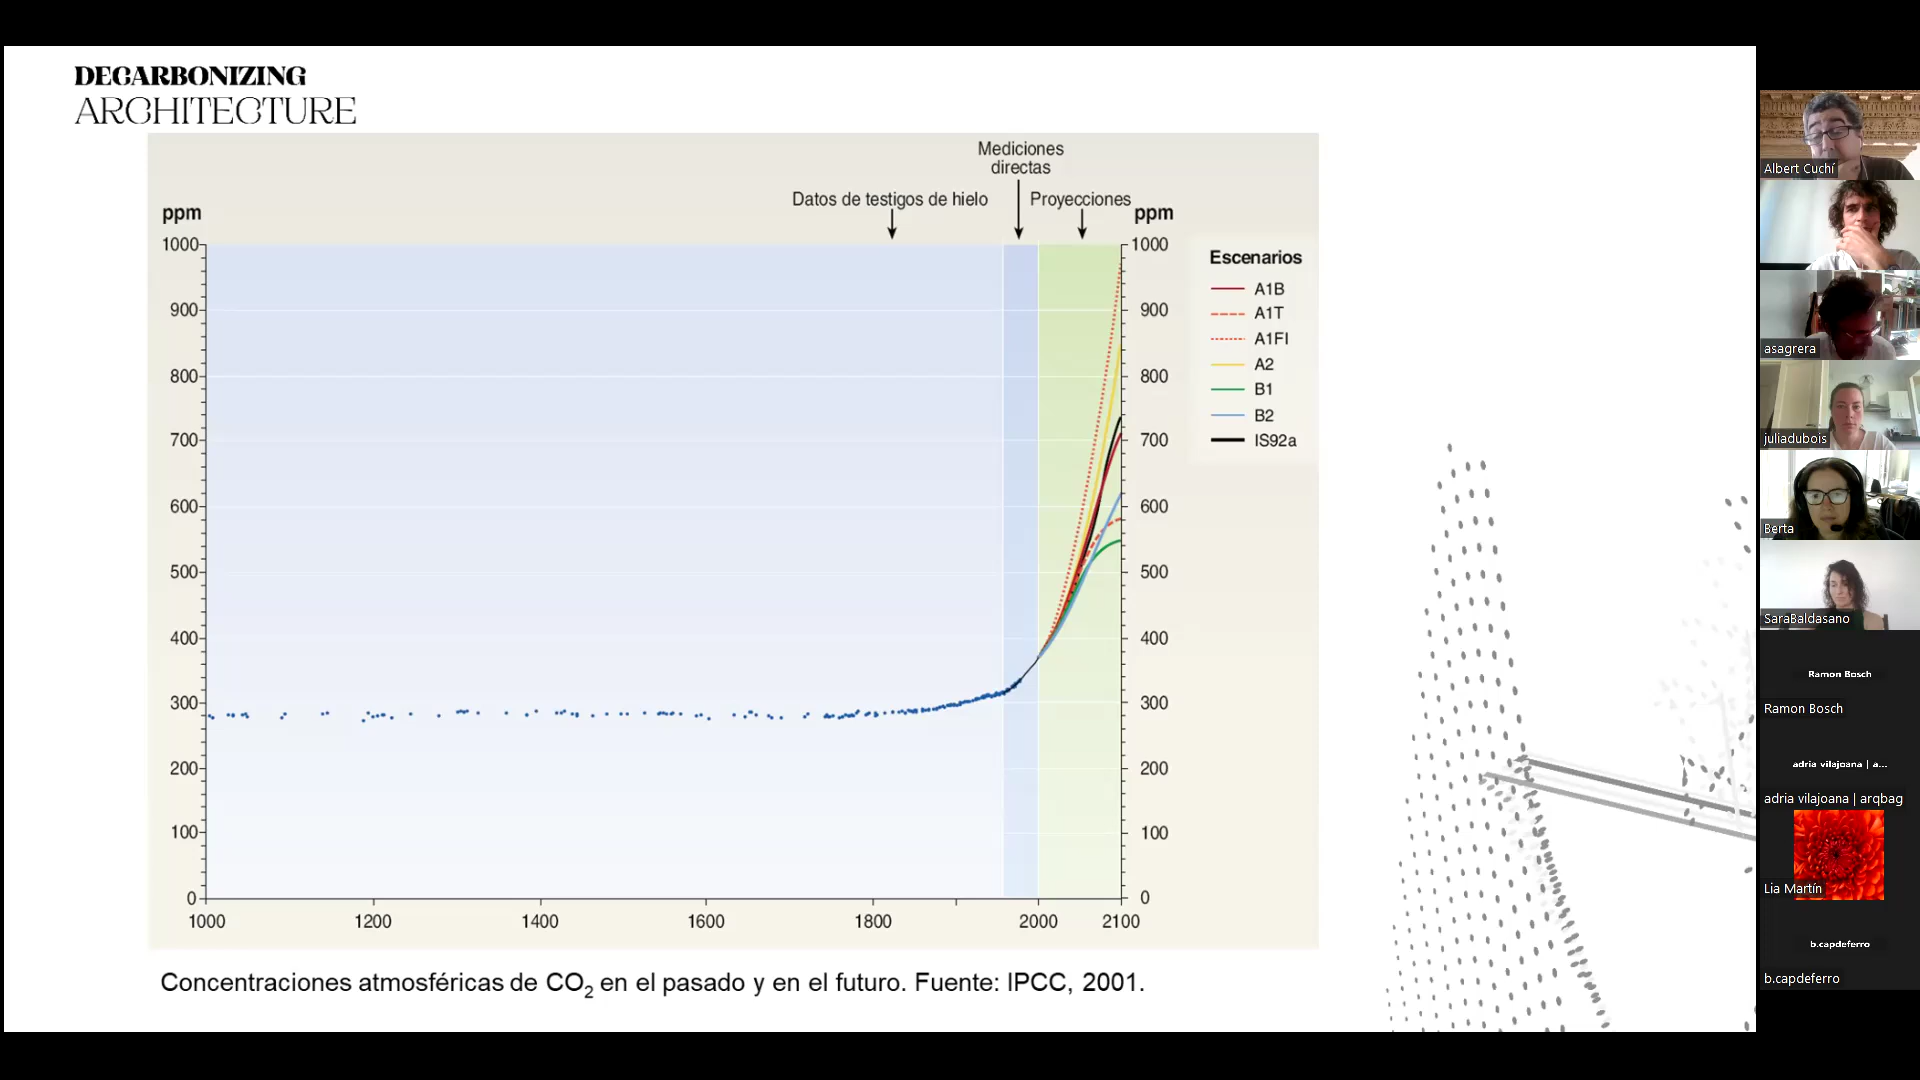 DECARBONIZING
ARCHITECTURE
Mediciones
directas
Datos de testigos de hielo
Proyecciones
ppm
ppm
1000
900
800
700
600
500
400
300
200
100
0
1000
900
800
700
600
500
400
300
200
100
0
1000
1200
1400
1600
1800
2000
2100
Escenarios
A1B
A1T
A1FI
A2
B1
B2
IS92a
Concentraciones atmosféricas de CO2 en el pasado y en el futuro. Fuente: IPCC, 2001.
Albert Cuchí
asagrera
juliadubois
Berta
SaraBaldasano
Ramon Bosch
Ramon Bosch
adria vilajoana | a...
adria vilajoana | arqbag
Lia Martín
b.capdeferro
b.capdeferro